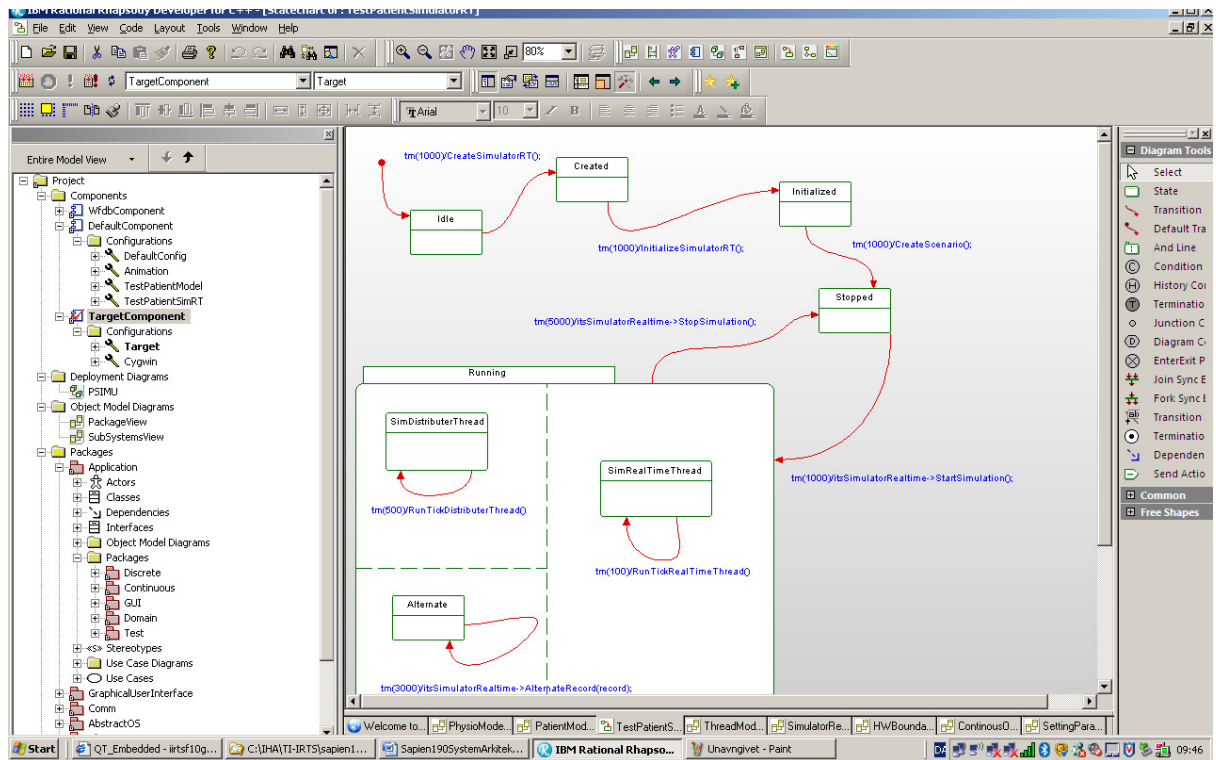 IBM Rational Rhapsody Developer for C++ - [Statechart of : TestPatientSimulatorRT]
File Edit View Code Layout Tools Window Help
80%
TargetComponent Target
Arial 10
Entire Model View
Project
Components
WfdbComponent
DefaultComponent
Configurations
DefaultConfig
Animation
TestPatientModel
TestPatientSimRT
TargetComponent
Configurations
Target
Cygwin
Deployment Diagrams
PSIMU
Object Model Diagrams
PackageView
SubSystemsView
Packages
Application
Actors
Classes
Dependencies
Interfaces
Object Model Diagrams
Packages
Discrete
Continuous
GUI
Domain
Test
«S» Stereotypes
Use Case Diagrams
Use Cases
GraphicalUserInterface
Comm
AbstractOS
tm(1000)/CreateSimulatorRT();
Created
Idle
Initialized
tm(1000)/InitializeSimulatorRT();
tm(1000)/CreateScenario();
Stopped
tm(5000)/itsSimulatorRealtime->StopSimulation();
Running
SimDistributerThread
tm(500)/RunTickDistributerThread()
SimRealTimeThread
tm(1000)/itsSimulatorRealtime->StartSimulation();
tm(100)/RunTickRealTimeThread()
Alternate
tm(3000)/itsSimulatorRealtime->AlternateRecord(record);
Diagram Tools
Select
State
Transition
Default Tra
And Line
Condition
History Cor
Terminatio
Junction C
Diagram C
EnterExit P
Join Sync E
Fork Sync E
Transition
Terminatio
Dependen
Send Actio
Common
Free Shapes
Welcome to... PhysioMode... PatientMod... TestPatientS... ThreadMod... SimulatorRe... HWBounda... ContinousO... SettingPara...
Start QT_Embedded - iirtsf10g... C:\IHA\TI-IRTS\sapien1... Sapien190SystemArkitek... IBM Rational Rhapso... Unavngivet - Paint DA 09:46